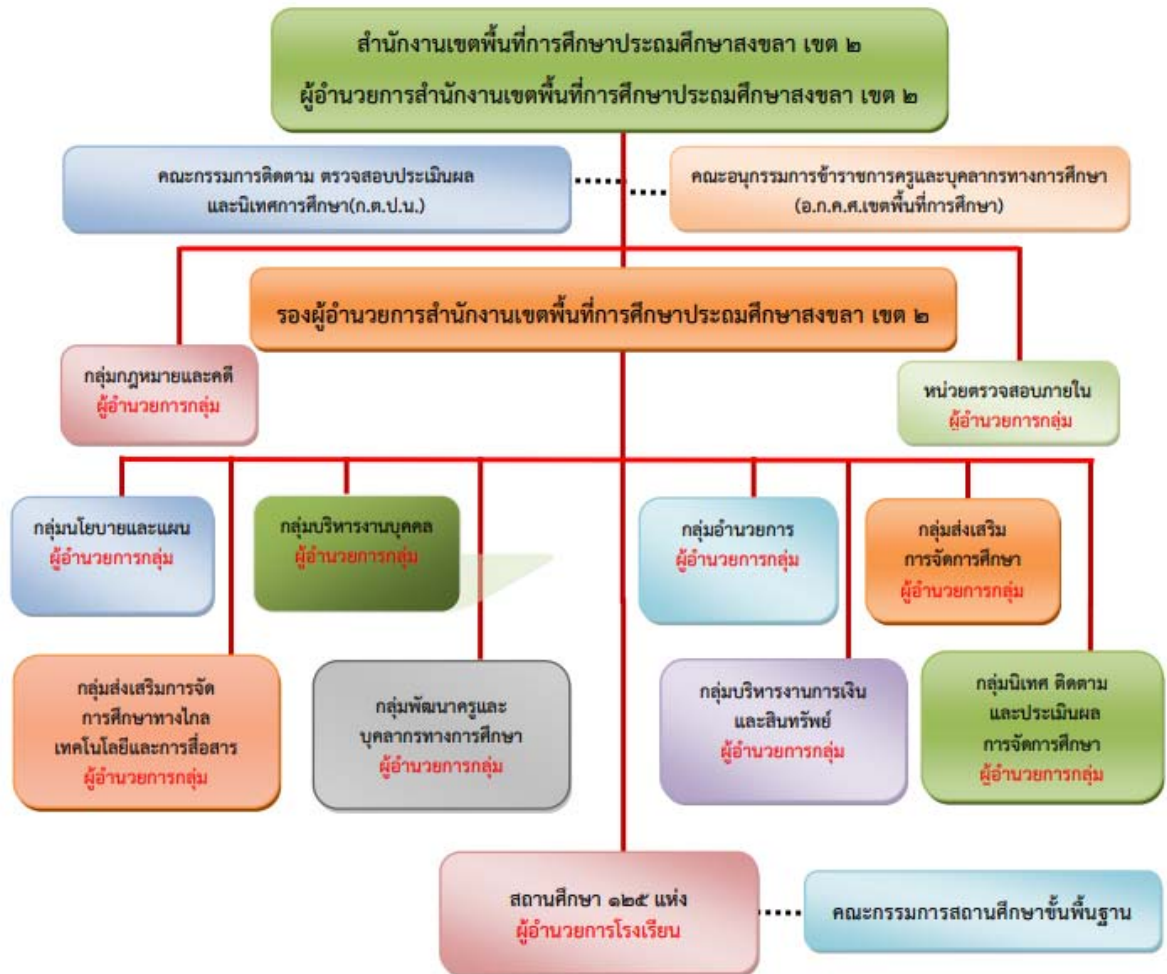 สำนักงานเขตพื้นที่การศึกษาประถมศึกษาสงขลา เขต ๒
ผู้อำนวยการสำนักงานเขตพื้นที่การศึกษาประถมศึกษาสงขลา เขต ๒
คณะกรรมการติดตาม ตรวจสอบประเมินผล
และนิเทศการศึกษา(ก.ต.ป.น.)
คณะอนุกรรมการข้าราชการครูและบุคลากรทางการศึกษา
(อ.ก.ค.ศ.เขตพื้นที่การศึกษา)
รองผู้อำนวยการสำนักงานเขตพื้นที่การศึกษาประถมศึกษาสงขลา เขต ๒
กลุ่มกฎหมายและคดี
ผู้อำนวยการกลุ่ม
หน่วยตรวจสอบภายใน
ผู้อำนวยการกลุ่ม
กลุ่มนโยบายและแผน
ผู้อำนวยการกลุ่ม
กลุ่มบริหารงานบุคคล
ผู้อำนวยการกลุ่ม
กลุ่มอำนวยการ
ผู้อำนวยการกลุ่ม
กลุ่มส่งเสริม
การจัดการศึกษา
ผู้อำนวยการกลุ่ม
กลุ่มส่งเสริมการจัด
การศึกษาทางไกล
เทคโนโลยีและการสื่อสาร
ผู้อำนวยการกลุ่ม
กลุ่มพัฒนาครูและ
บุคลากรทางการศึกษา
ผู้อำนวยการกลุ่ม
กลุ่มบริหารงานการเงิน
และสินทรัพย์
ผู้อำนวยการกลุ่ม
กลุ่มนิเทศ ติดตาม
และประเมินผล
การจัดการศึกษา
ผู้อำนวยการกลุ่ม
สถานศึกษา ๑๒๕ แห่ง
ผู้อำนวยการโรงเรียน
คณะกรรมการสถานศึกษาขั้นพื้นฐาน